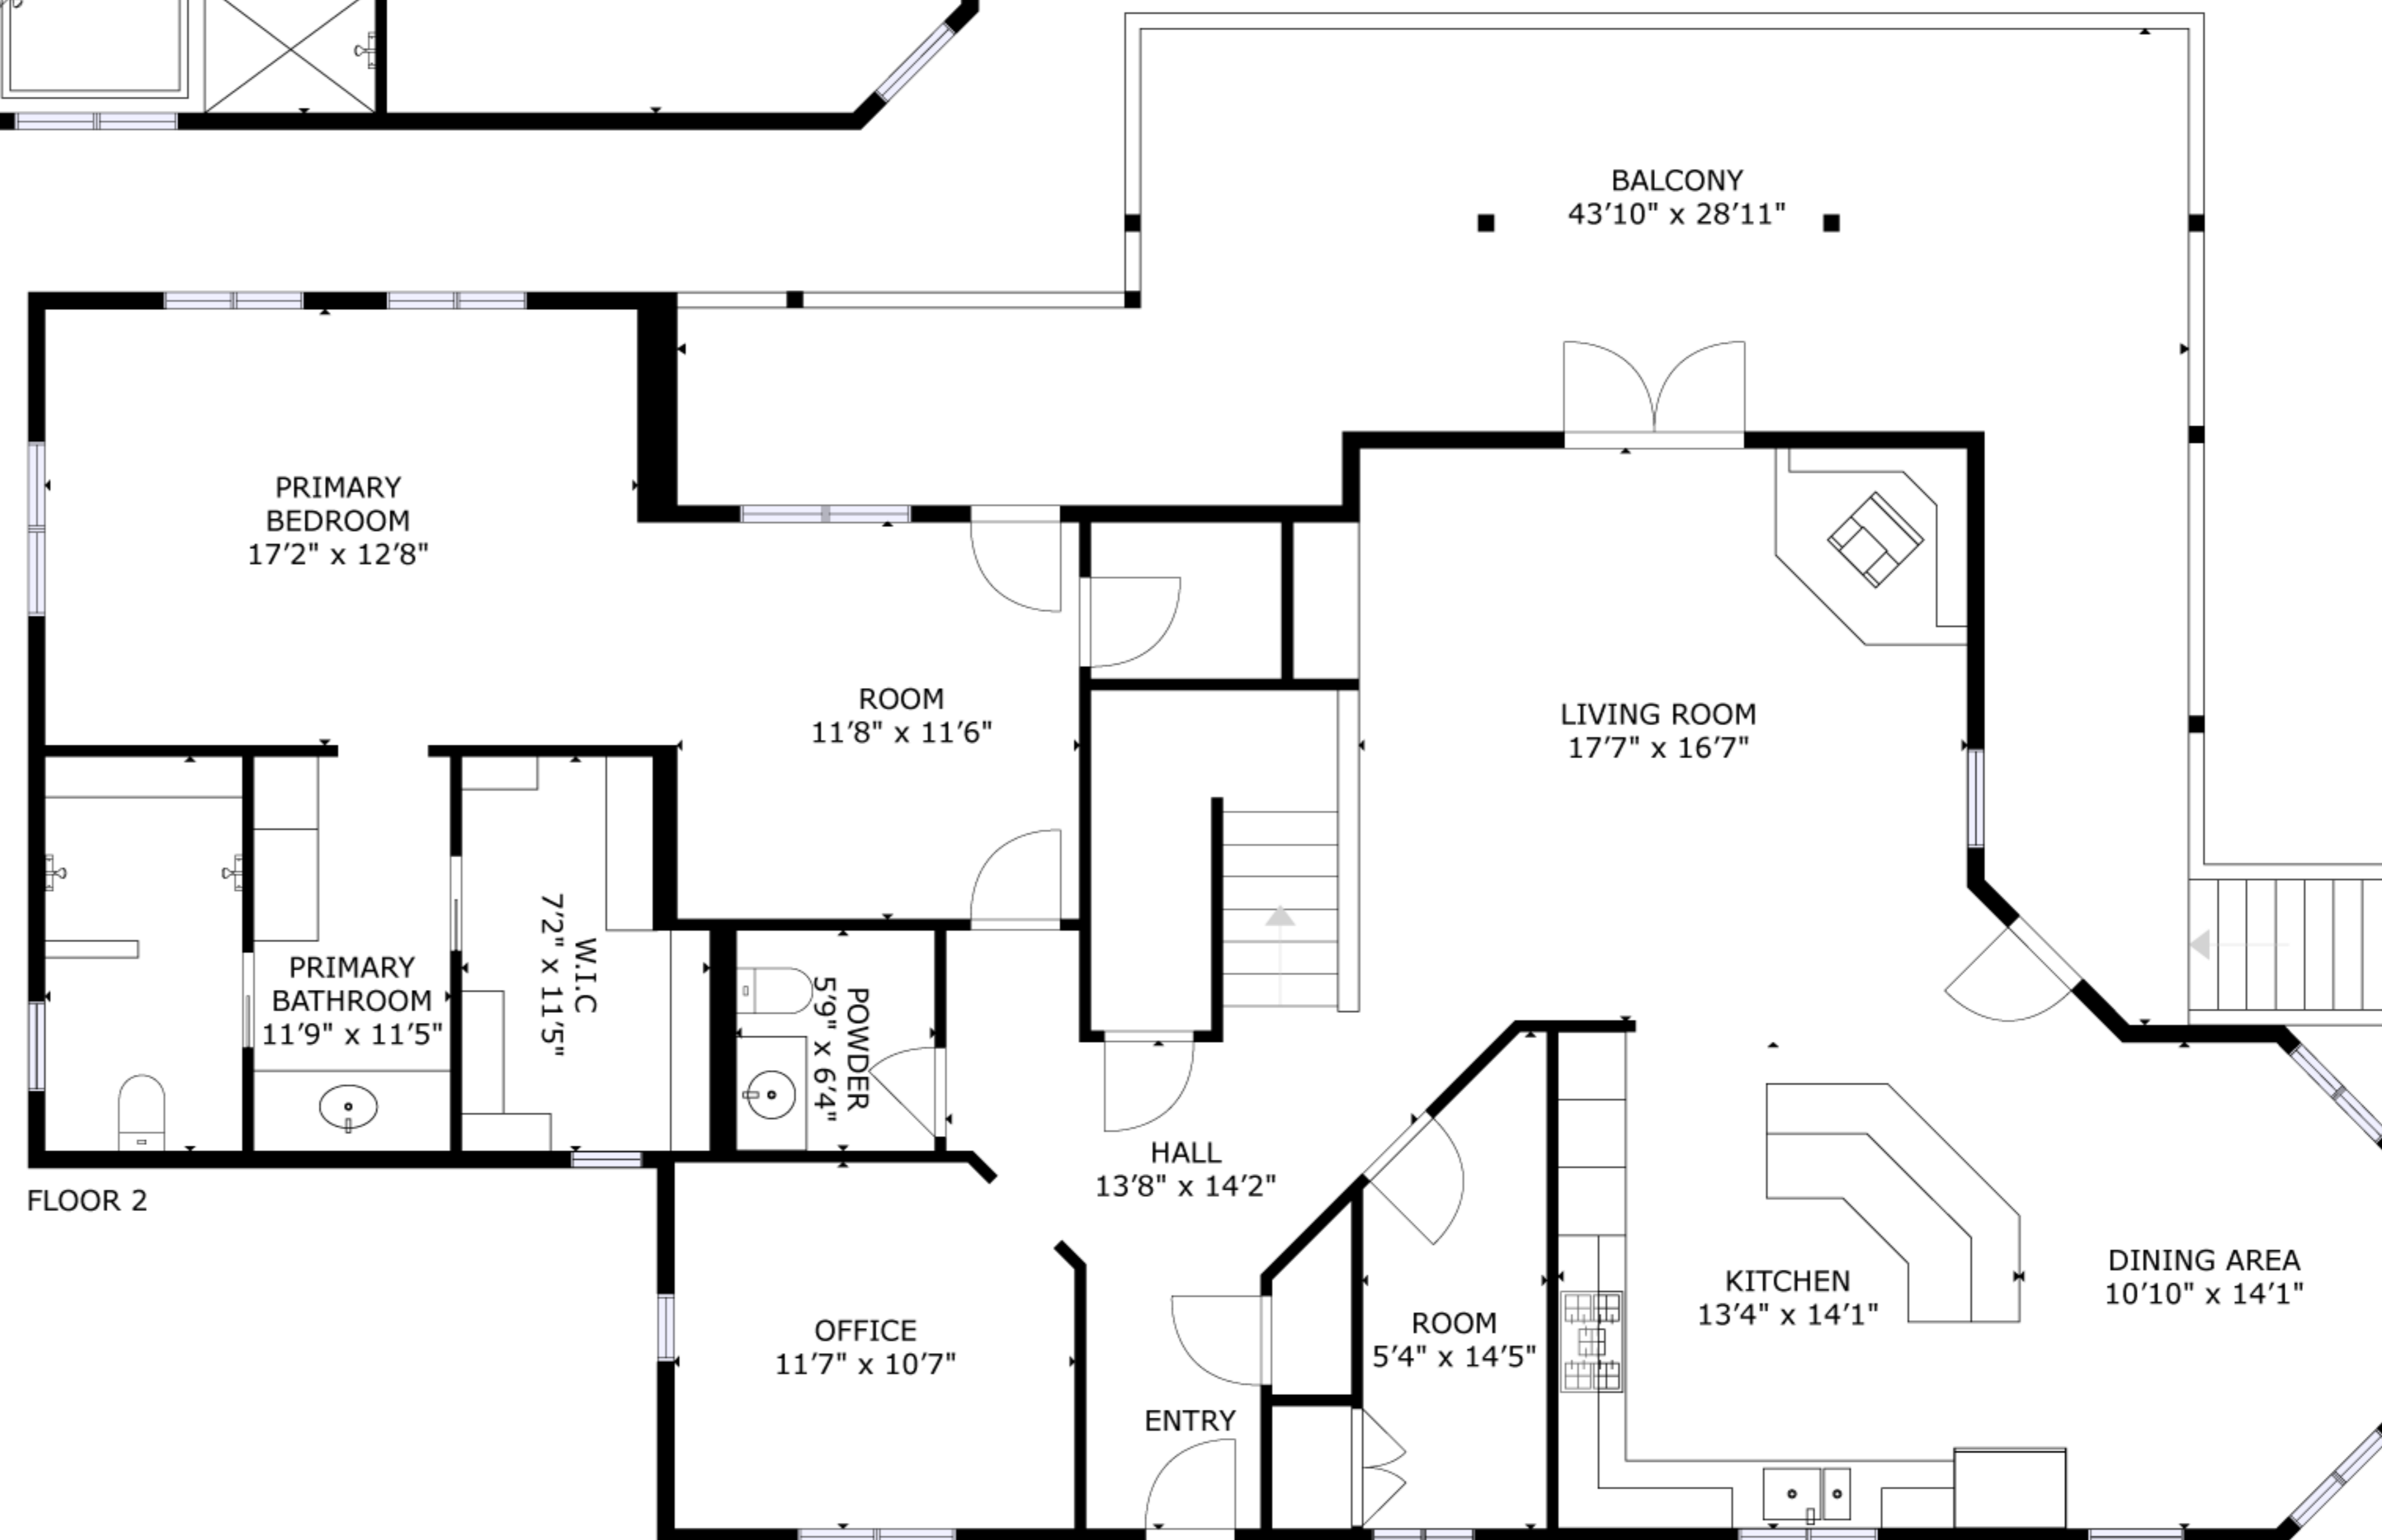 BALCONY
43'10" x 28'11"
PRIMARY
BEDROOM
17'2" x 12'8"
ROOM
11'8" x 11'6"
LIVING ROOM
17'7" x 16'7"
PRIMARY
BATHROOM
11'9" x 11'5"
W.I.C
7'2" x 11'5"
POWDER
5'9" x 6'4"
HALL
13'8" x 14'2"
FLOOR 2
OFFICE
11'7" x 10'7"
ENTRY
ROOM
5'4" x 14'5"
KITCHEN
13'4" x 14'1"
DINING AREA
10'10" x 14'1"